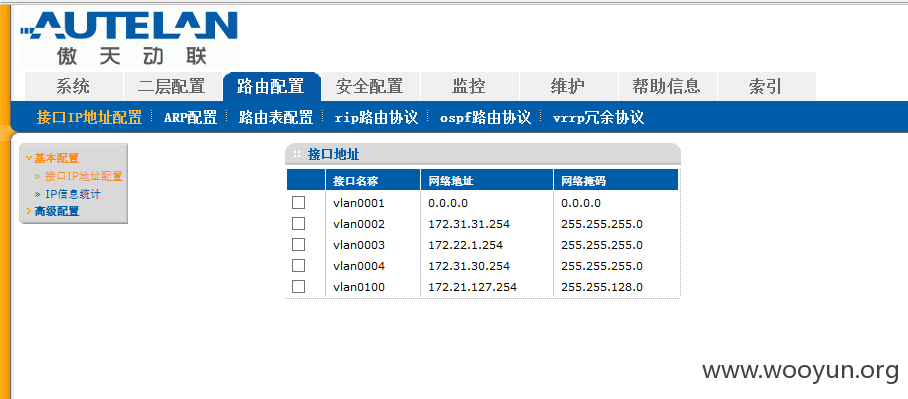 AUTELAN
傲天动联
系统 二层配置 路由配置 安全配置 监控 维护 帮助信息 索引
接口IP地址配置 ARP配置 路由表配置 rip路由协议 ospf路由协议 vrrp冗余协议
基本配置
» 接口IP地址配置
» IP信息统计
高级配置
接口地址
接口名称 网络地址 网络掩码
vlan0001 0.0.0.0 0.0.0.0
vlan0002 172.31.31.254 255.255.255.0
vlan0003 172.22.1.254 255.255.255.0
vlan0004 172.31.30.254 255.255.255.0
vlan0100 172.21.127.254 255.255.128.0
www.wooyun.org